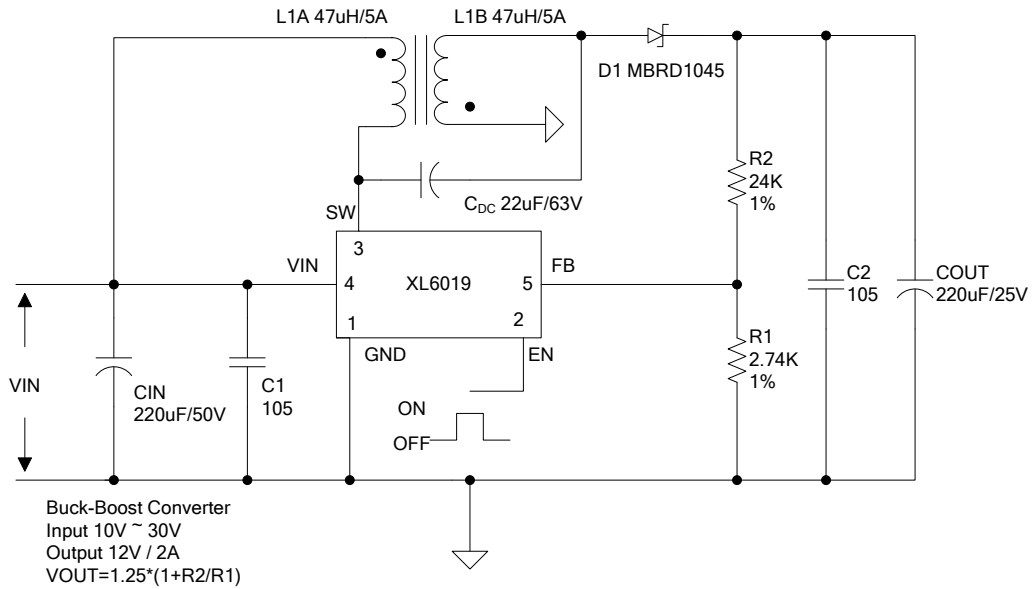 L1A 47uH/5A
L1B 47uH/5A
D1 MBRD1045
R2
24K
1%
CDC 22uF/63V
SW
3
VIN
4
XL6019
5
FB
1
2
GND
EN
C2
105
COUT
220uF/25V
R1
2.74K
1%
VIN
CIN
220uF/50V
C1
105
ON
OFF
Buck-Boost Converter
Input 10V ~ 30V
Output 12V / 2A
VOUT=1.25*(1+R2/R1)